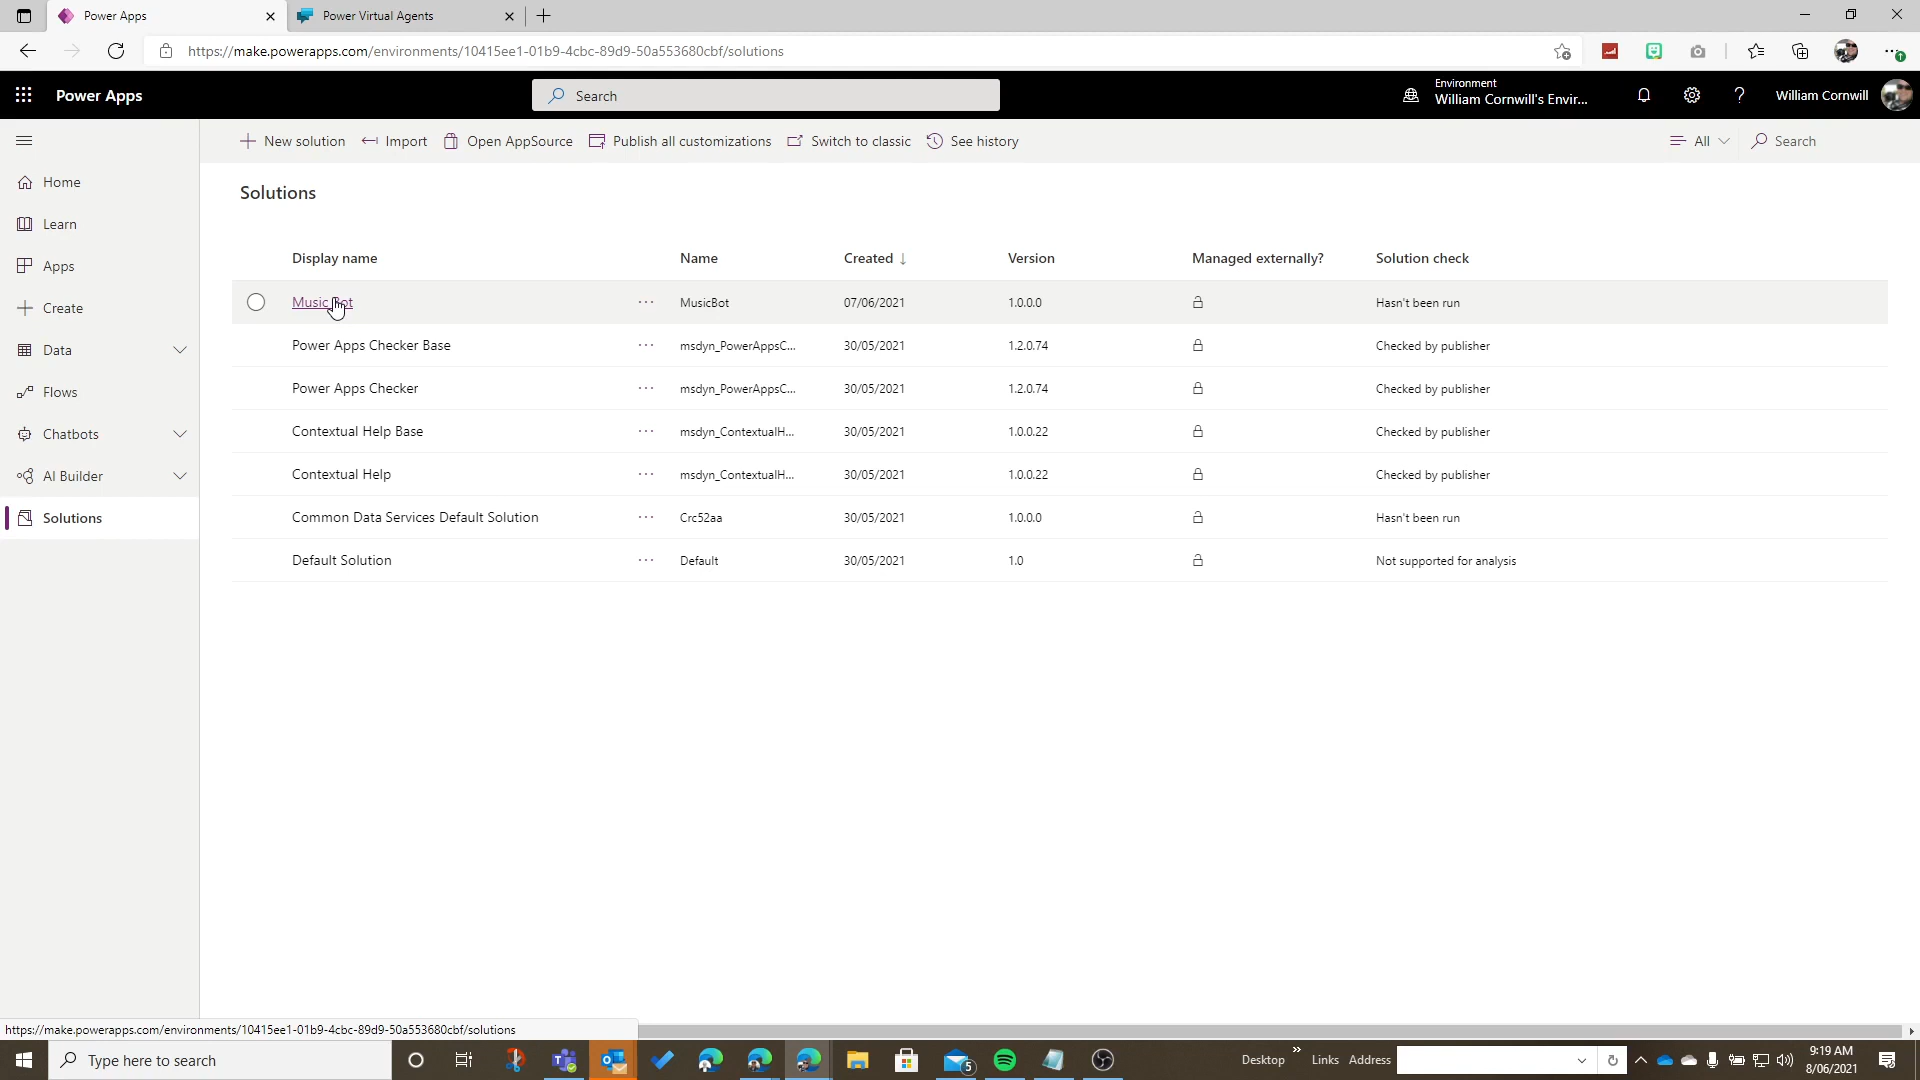 Power Apps
Power Virtual Agents
https://make.powerapps.com/environments/10415ee1-01b9-4cbc-89d9-50a553680cbf/solutions
Power Apps
Search
Environment
William Cornwill's Envir...
William Cornwill
New solution
Import
Open AppSource
Publish all customizations
Switch to classic
See history
All
Search
Home
Learn
Apps
Create
Data
Flows
Chatbots
AI Builder
Solutions
Solutions
Display name Name Created Version Managed externally? Solution check
Music Bot ... MusicBot 07/06/2021 1.0.0.0 Hasn't been run
Power Apps Checker Base ... msdyn_PowerAppsC... 30/05/2021 1.2.0.74 Checked by publisher
Power Apps Checker ... msdyn_PowerAppsC... 30/05/2021 1.2.0.74 Checked by publisher
Contextual Help Base ... msdyn_ContextualH... 30/05/2021 1.0.0.22 Checked by publisher
Contextual Help ... msdyn_ContextualH... 30/05/2021 1.0.0.22 Checked by publisher
Common Data Services Default Solution ... Crc52aa 30/05/2021 1.0.0.0 Hasn't been run
Default Solution ... Default 30/05/2021 1.0 Not supported for analysis
https://make.powerapps.com/environments/10415ee1-01b9-4cbc-89d9-50a553680cbf/solutions
Type here to search
5
Desktop
Links
Address
9:19 AM
8/06/2021